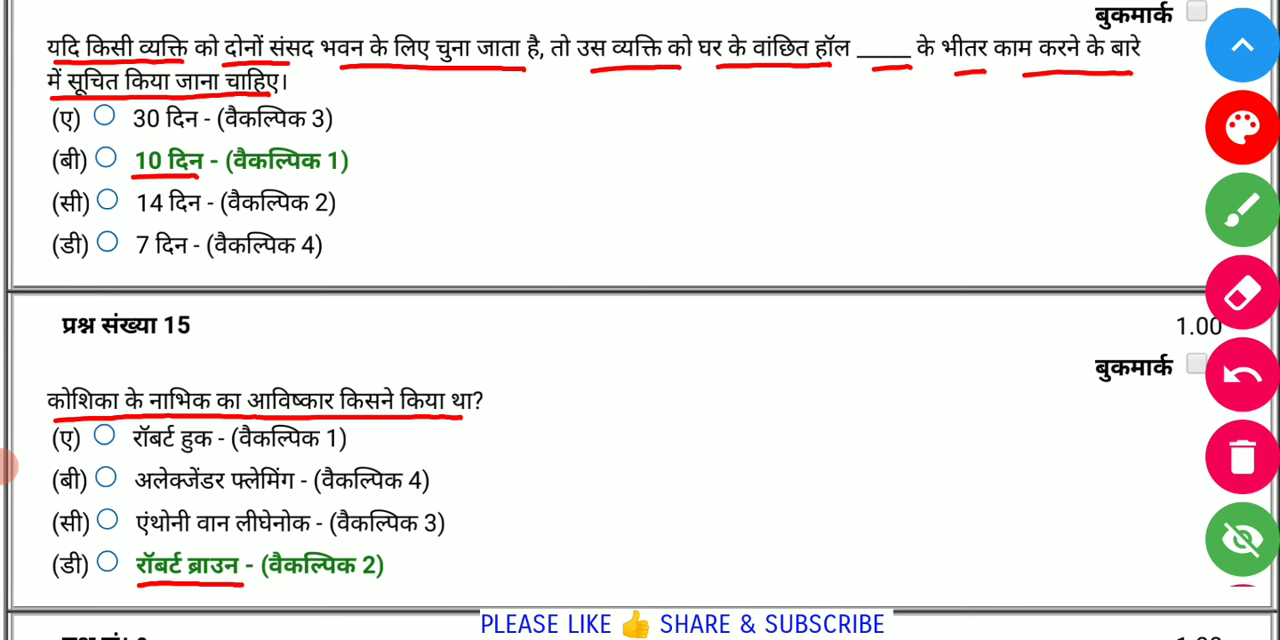 बुकमार्क
यदि किसी व्यक्ति को दोनों संसद भवन के लिए चुना जाता है, तो उस व्यक्ति को घर के वांछित हॉल _____ के भीतर काम करने के बारे
में सूचित किया जाना चाहिए।
(ए) 30 दिन - (वैकल्पिक 3)
(बी) 10 दिन - (वैकल्पिक 1)
(सी) 14 दिन - (वैकल्पिक 2)
(डी) 7 दिन - (वैकल्पिक 4)
प्रश्न संख्या 15 1.00
बुकमार्क
कोशिका के नाभिक का आविष्कार किसने किया था?
(ए) रॉबर्ट हुक - (वैकल्पिक 1)
(बी) अलेक्जेंडर फ्लेमिंग - (वैकल्पिक 4)
(सी) एंथोनी वान लीघेनोक - (वैकल्पिक 3)
(डी) रॉबर्ट ब्राउन - (वैकल्पिक 2)
PLEASE LIKE 👍 SHARE & SUBSCRIBE